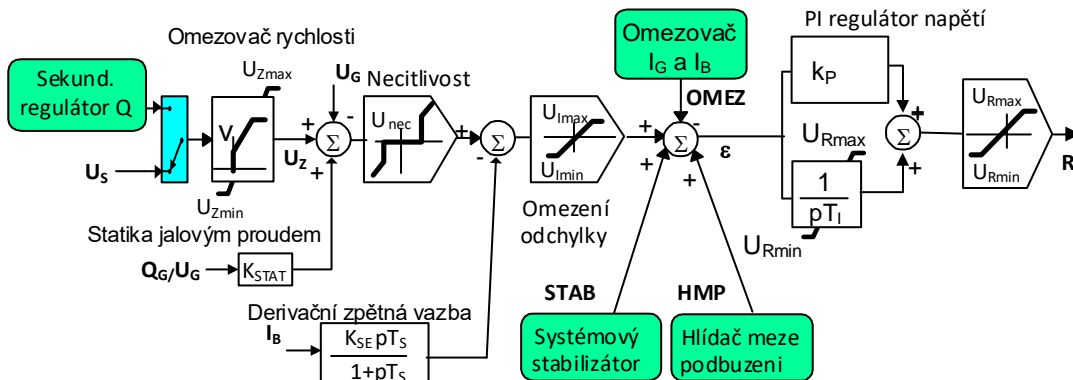 Omezovač rychlosti
PI regulátor napětí
Omezovač
I_G a I_B
U_Zmax
U_G
Necitlivost
Sekund.
regulátor Q
k_P
OMEZ
V
U_nec
U_Imax
U_Imin
U_Rmax
U_Rmin
+
-
Σ
+
+
-
Σ
+
-
Σ
+
+
+
+
Σ
U_S
U_Z
ε
U_Rmax
R
U_Zmin
1
pT_I
Omezení
odchylky
U_Rmin
Statika jalovým proudem
Q_G/U_G
K_STAT
STAB
HMP
Derivační zpětná vazba
I_B
K_SE pT_S
1+pT_S
Systémový
stabilizátor
Hlídač meze
podbuzeni